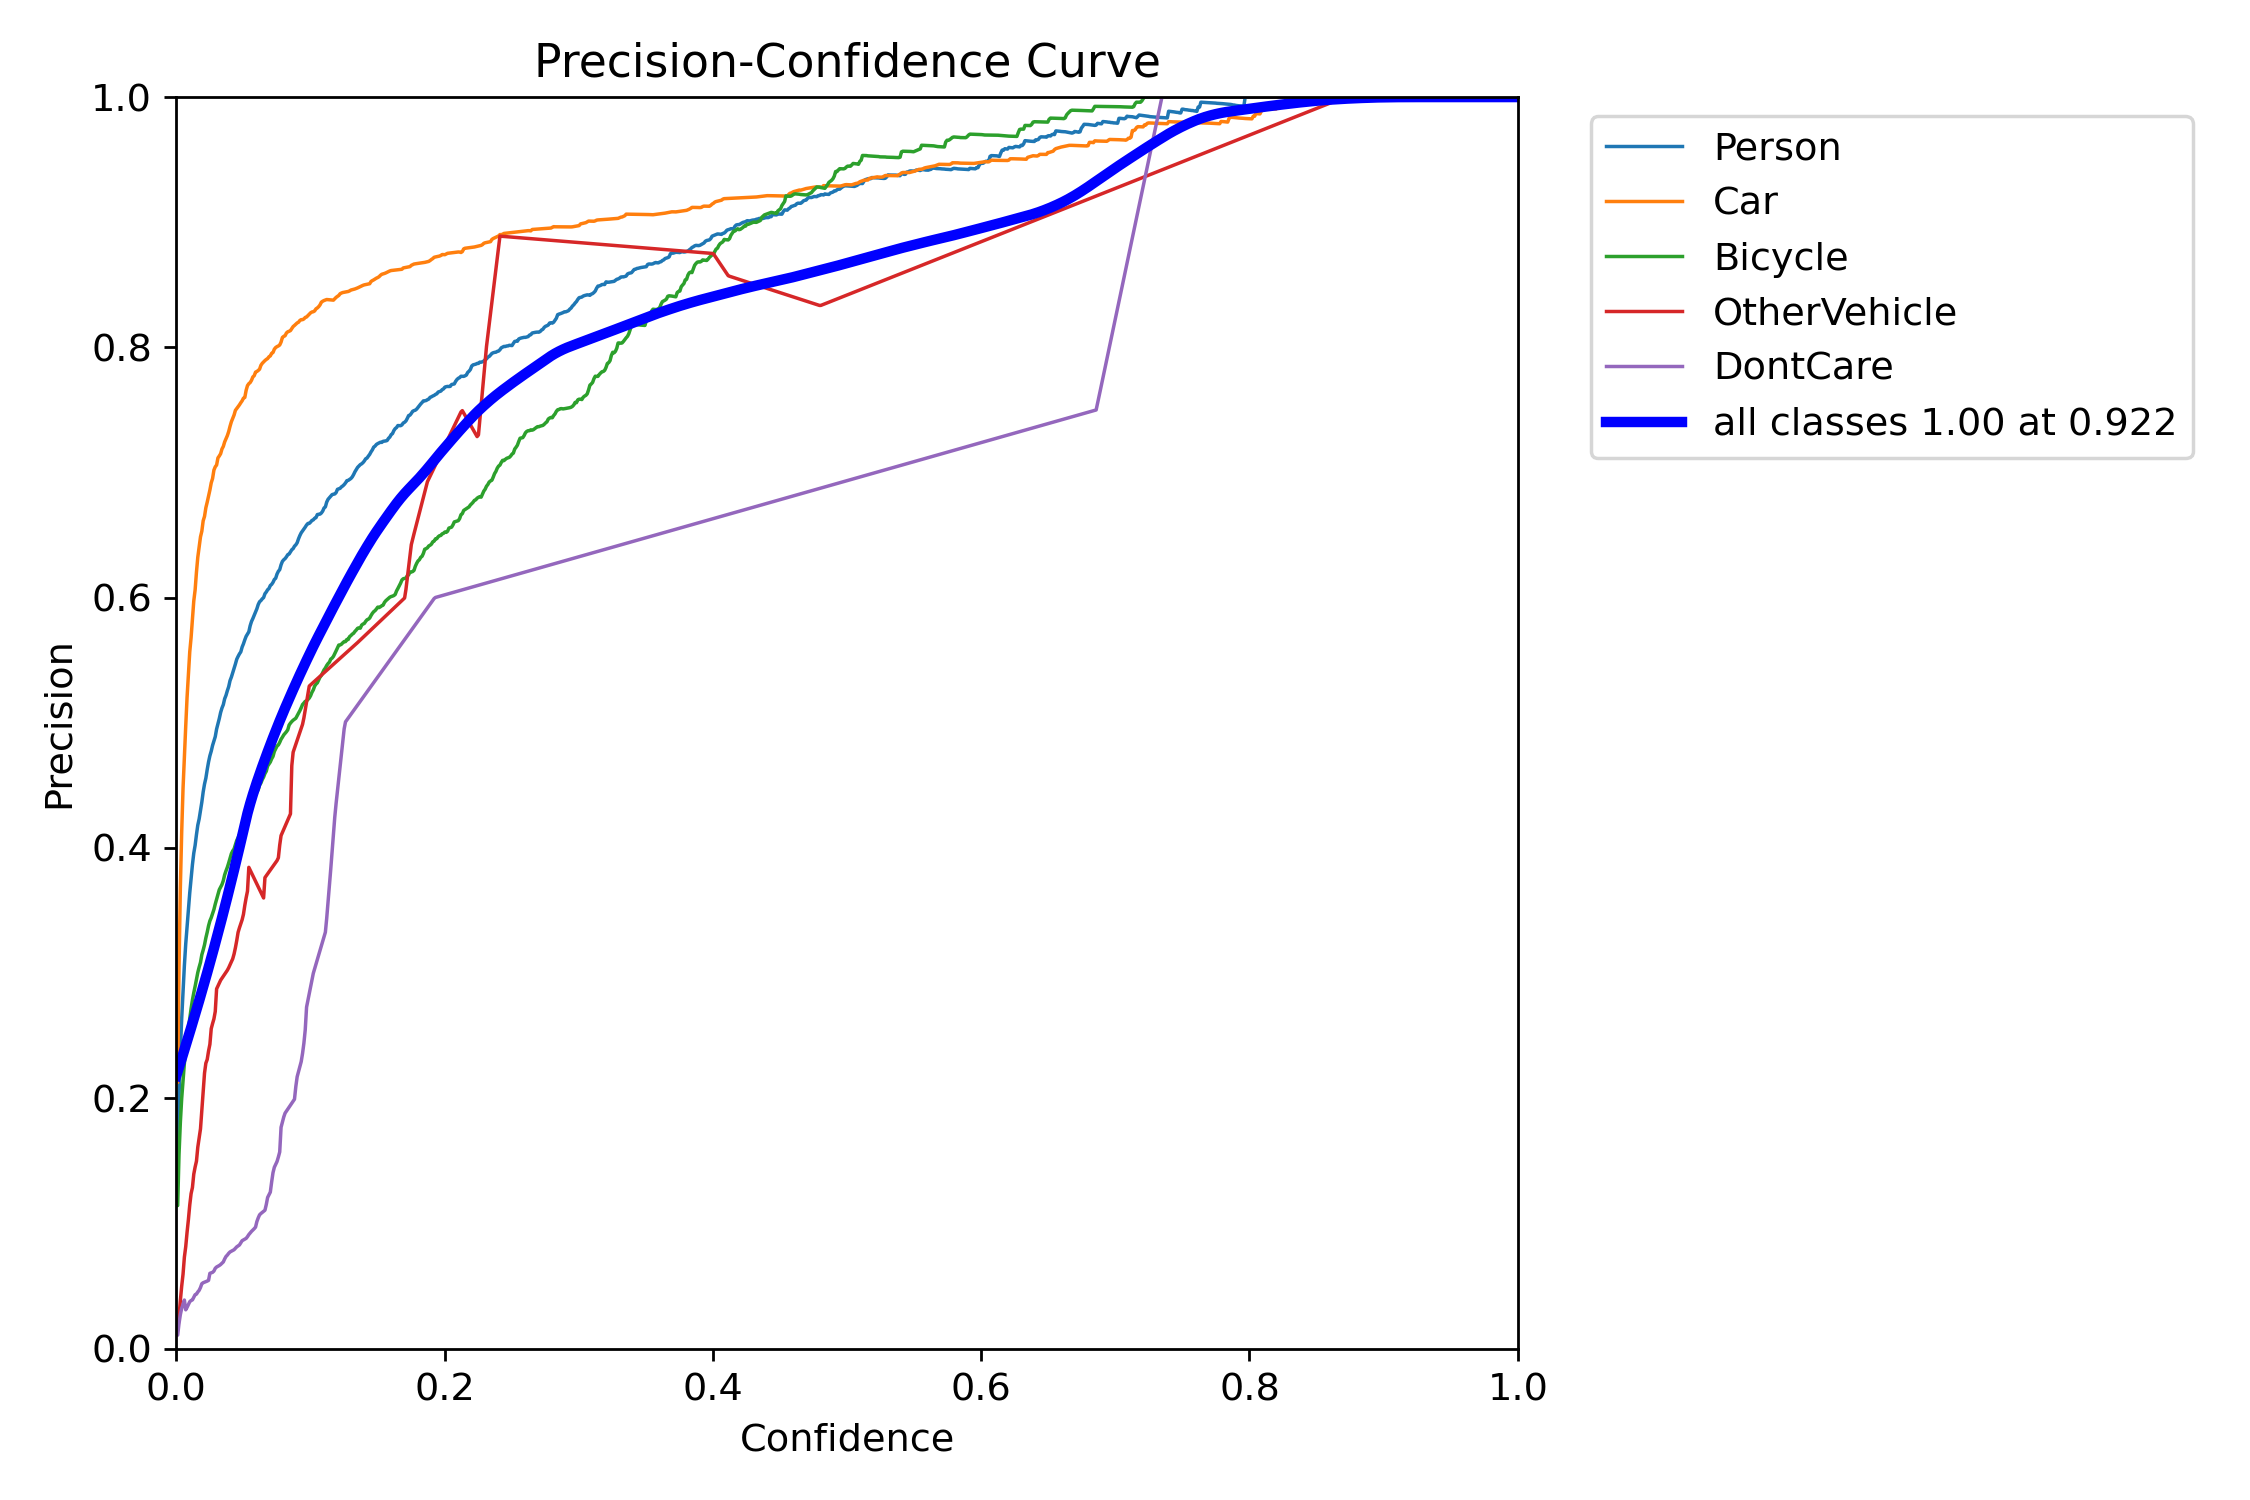 Precision-Confidence Curve
1.0
0.8
0.6
0.4
0.2
0.0
Precision
0.0 0.2 0.4 0.6 0.8 1.0
Confidence
Person
Car
Bicycle
OtherVehicle
DontCare
all classes 1.00 at 0.922